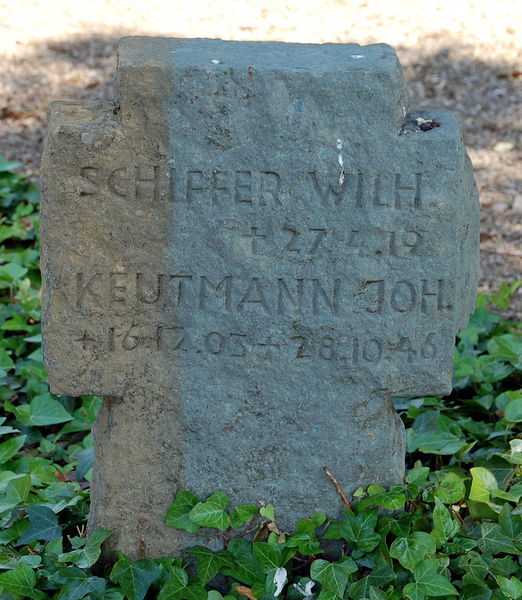 SCHIFFER WILH.
+ 27.4.19
KEUTMANN JOH.
+ 16.12.03 + 28.10.46